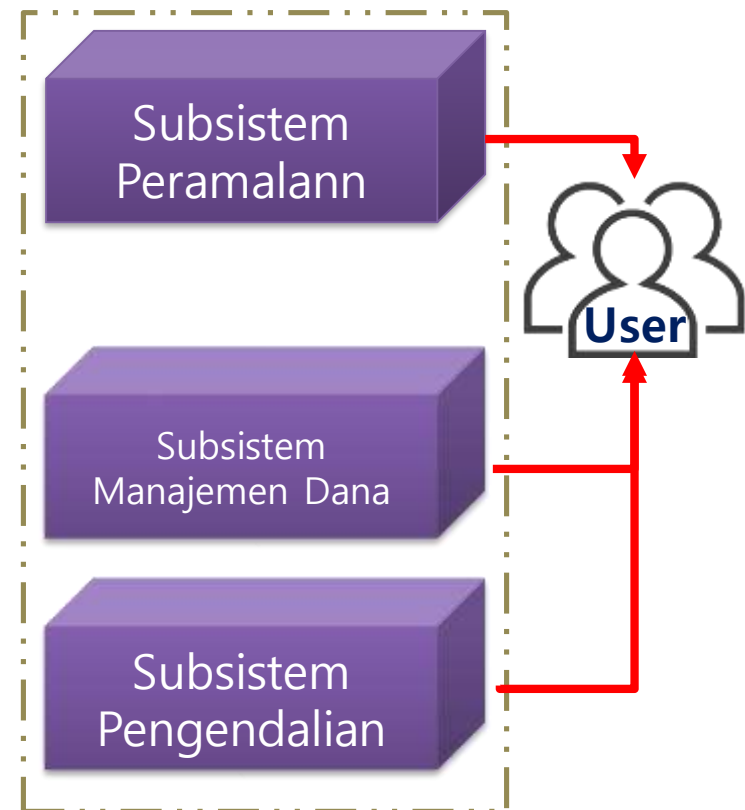 Subsistem
Peramalann
User
Subsistem
Manajemen Dana
Subsistem
Pengendalian